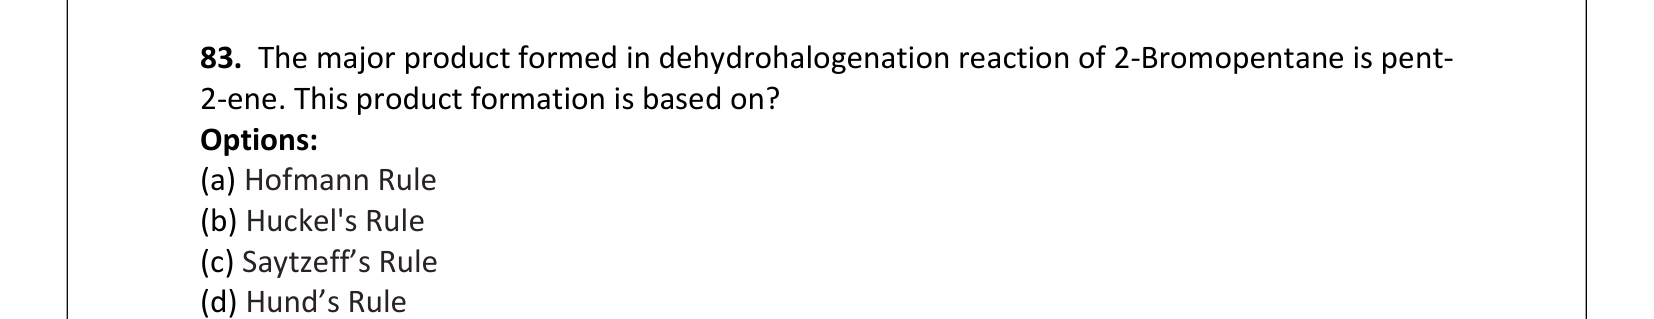 83. The major product formed in dehydrohalogenation reaction of 2-Bromopentane is pent-
2-ene. This product formation is based on?
Options:
(a) Hofmann Rule
(b) Huckel's Rule
(c) Saytzeff’s Rule
(d) Hund’s Rule